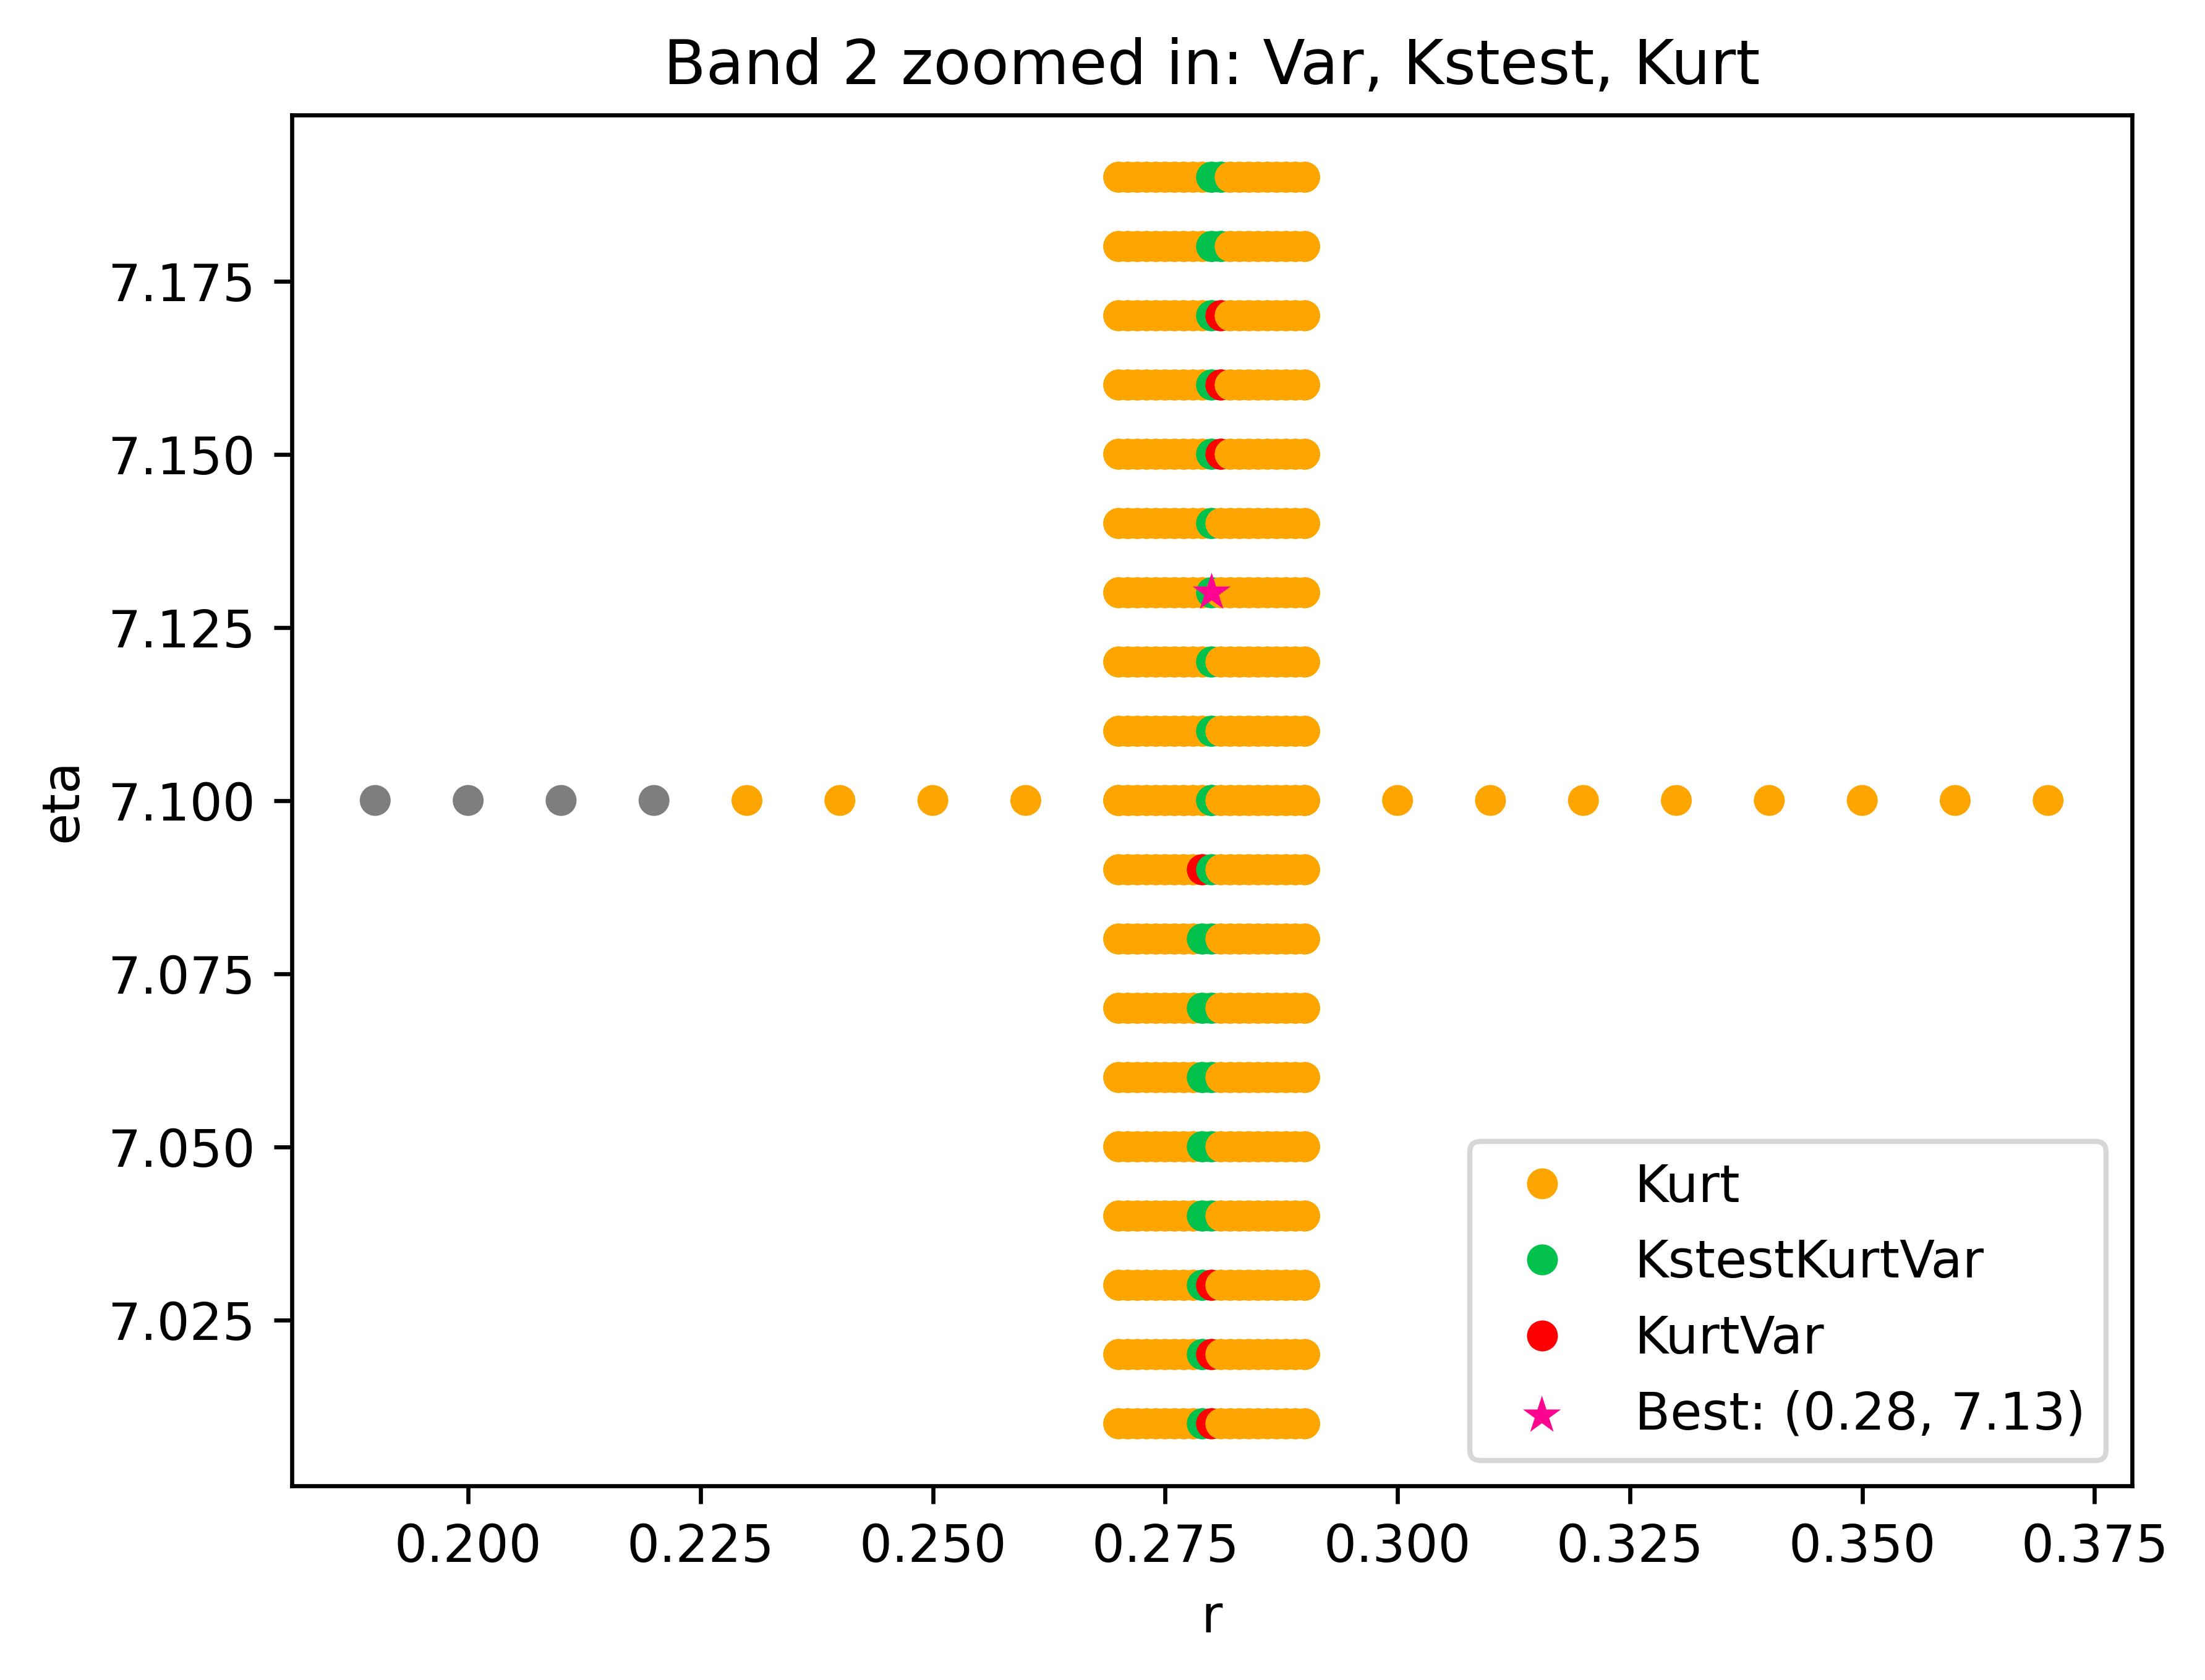 Band 2 zoomed in: Var, Kstest, Kurt
7.175
7.150
7.125
7.100
7.075
7.050
7.025
eta
Kurt
KstestKurtVar
KurtVar
Best: (0.28, 7.13)
0.200 0.225 0.250 0.275 0.300 0.325 0.350 0.375
r